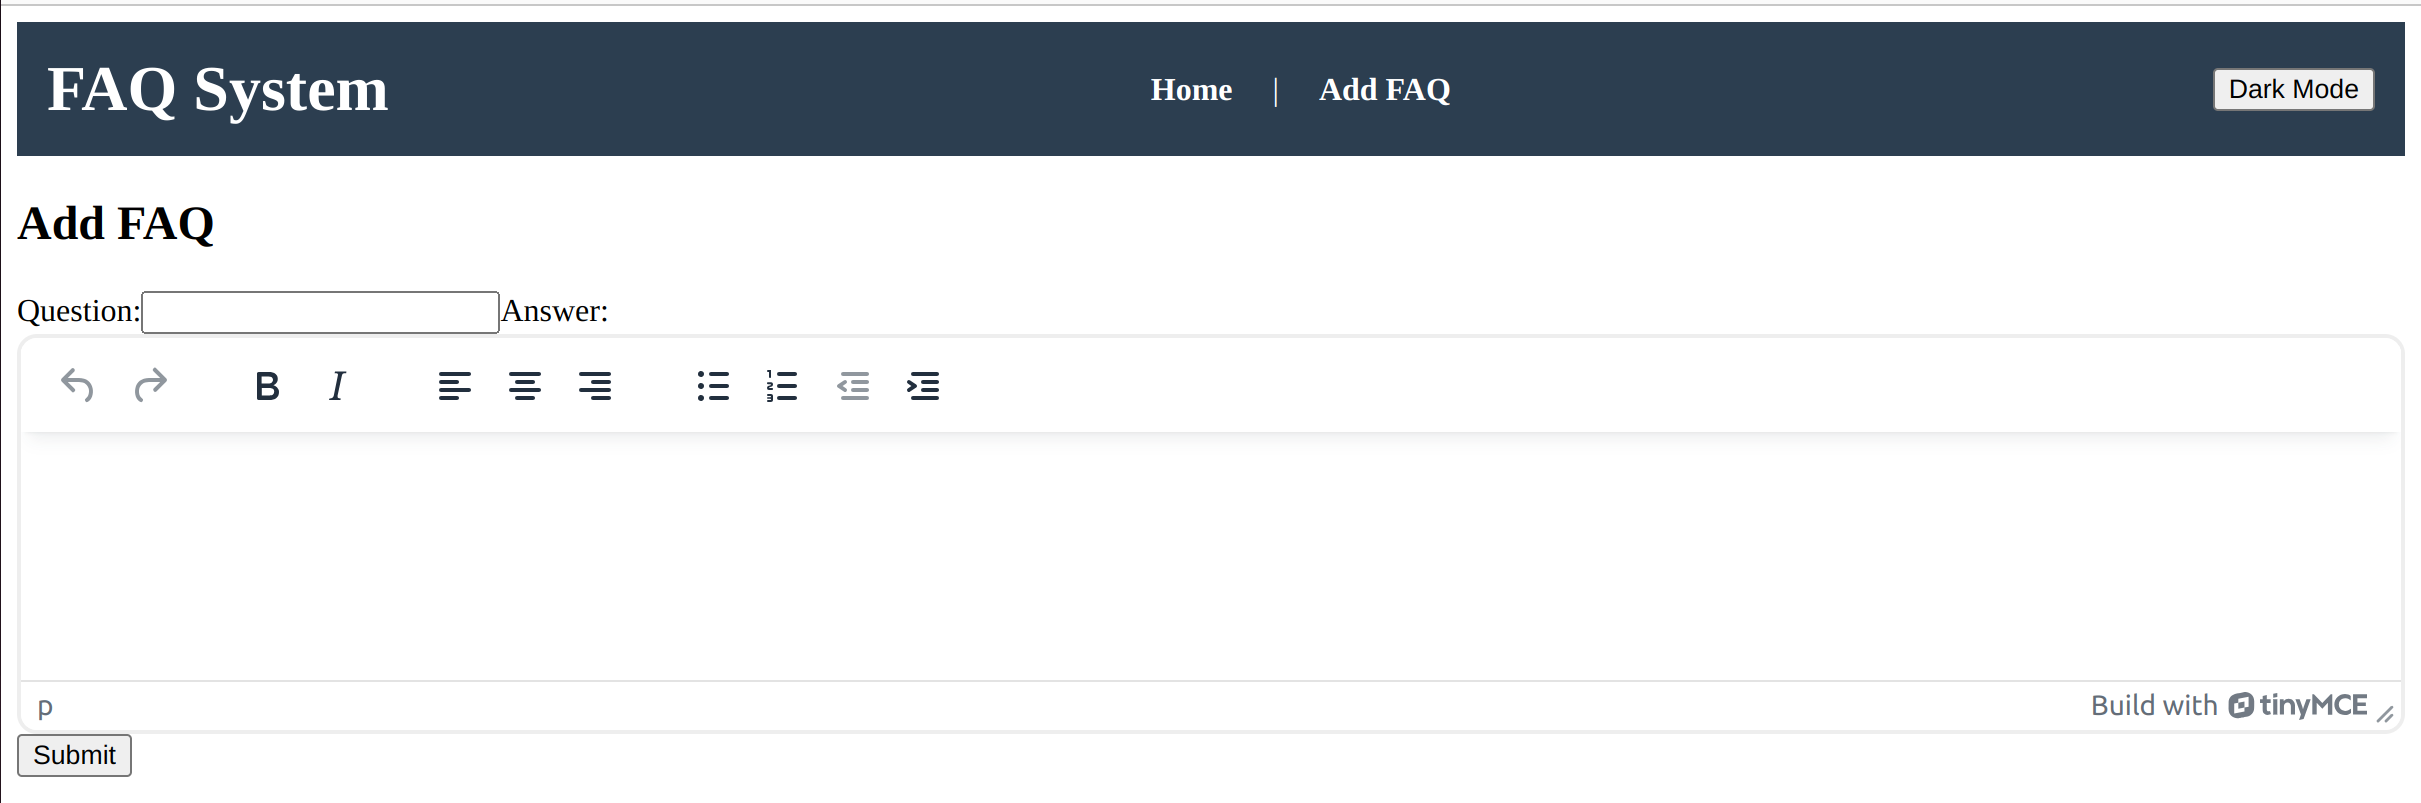 FAQ System
Home | Add FAQ
Dark Mode
Add FAQ
Question:
Answer:
B I
p
Build with tinyMCE
Submit